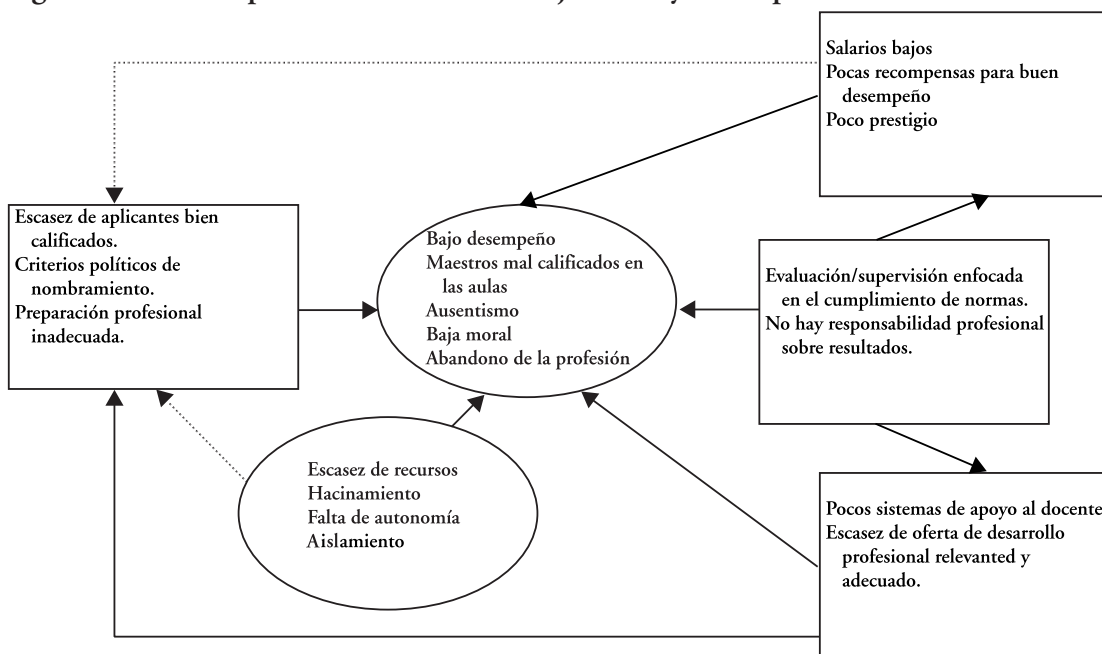 Salarios bajos
Pocas recompensas para buen
desempeño
Poco prestigio
Escasez de aplicantes bien
calificados.
Criterios políticos de
nombramiento.
Preparación profesional
inadecuada.
Bajo desempeño
Maestros mal calificados en
las aulas
Ausentismo
Baja moral
Abandono de la profesión
Evaluación/supervisión enfocada
en el cumplimiento de normas.
No hay responsabilidad profesional
sobre resultados.
Escasez de recursos
Hacinamiento
Falta de autonomía
Aislamiento
Pocos sistemas de apoyo al docente
Escasez de oferta de desarrollo
profesional relevanted y
adecuado.